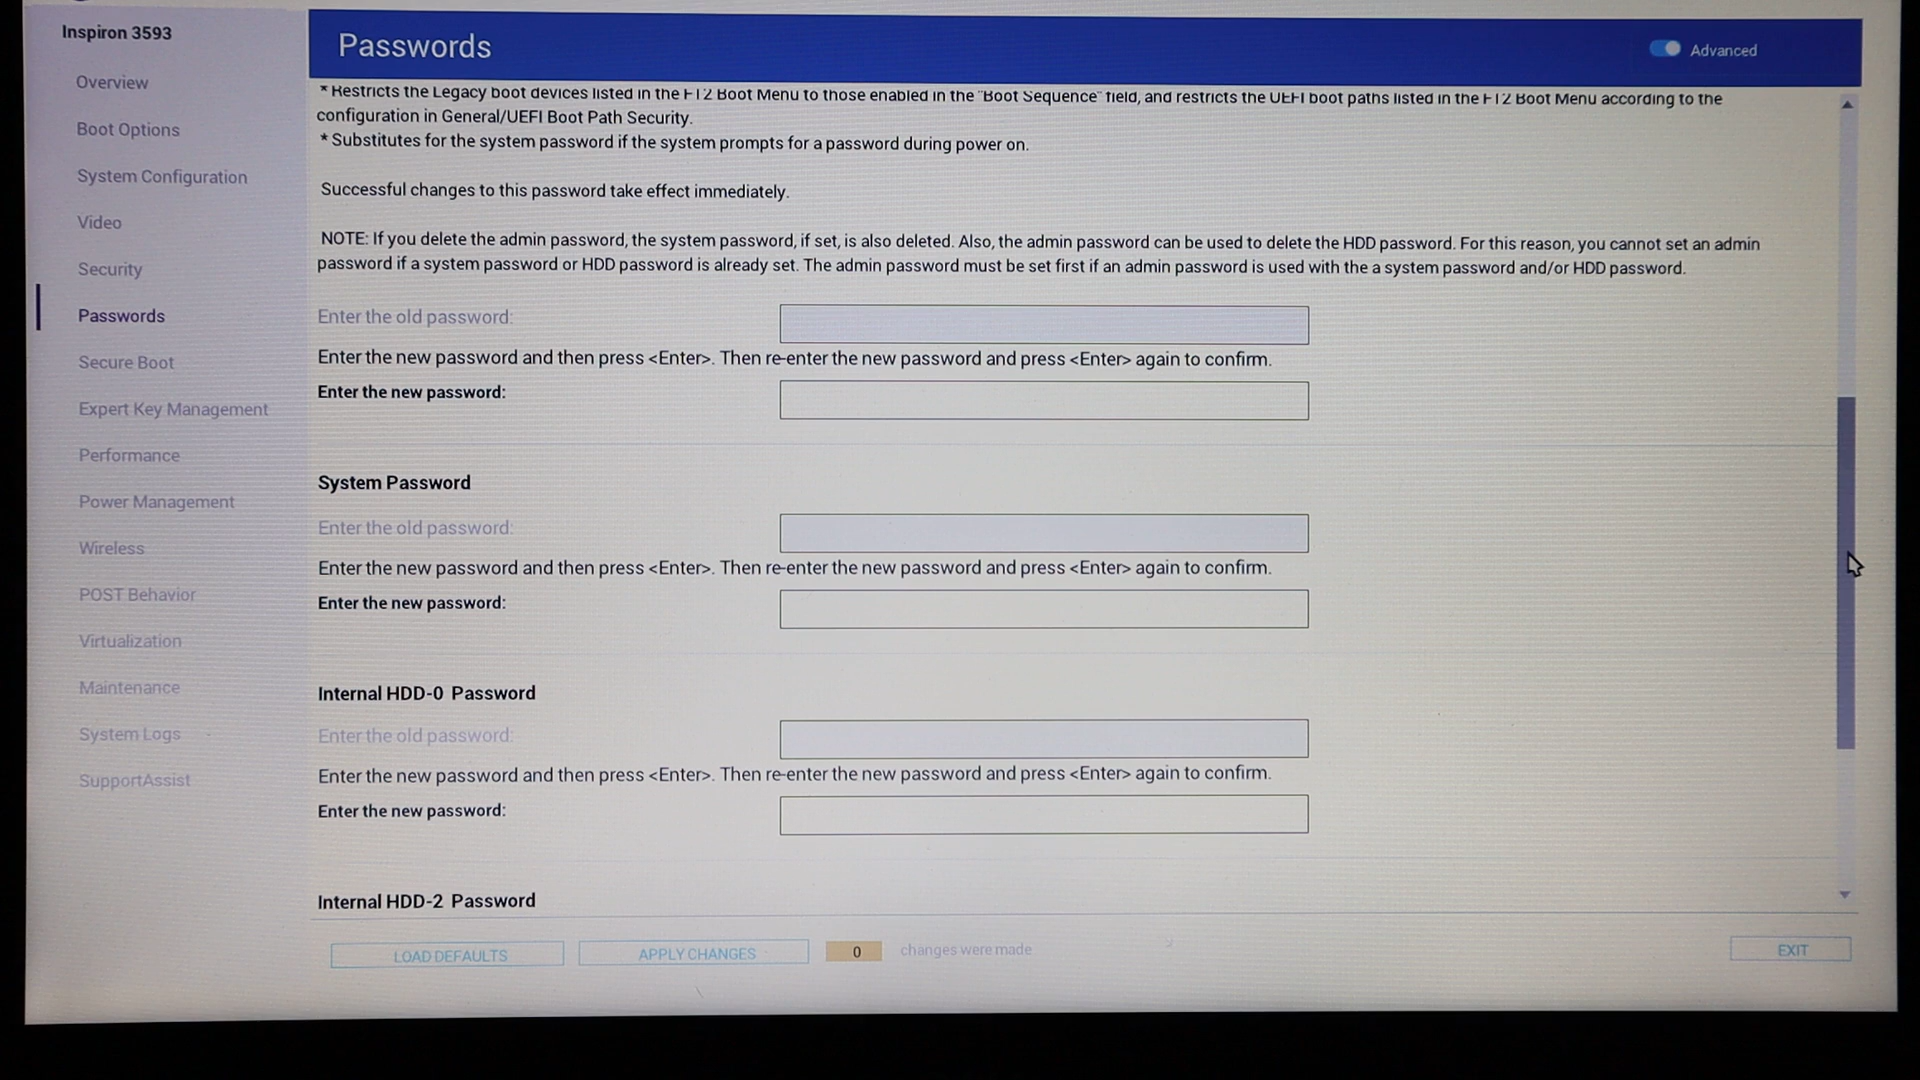 Inspiron 3593
Overview
Boot Options
System Configuration
Video
Security
Passwords
Secure Boot
Expert Key Management
Performance
Power Management
Wireless
POST Behavior
Virtualization
Maintenance
System Logs
SupportAssist
Passwords
Advanced
* Restricts the Legacy boot devices listed in the F12 Boot Menu to those enabled in the "Boot Sequence" field, and restricts the UEFI boot paths listed in the F12 Boot Menu according to the
configuration in General/UEFI Boot Path Security.
* Substitutes for the system password if the system prompts for a password during power on.
Successful changes to this password take effect immediately.
NOTE: If you delete the admin password, the system password, if set, is also deleted. Also, the admin password can be used to delete the HDD password. For this reason, you cannot set an admin
password if a system password or HDD password is already set. The admin password must be set first if an admin password is used with the a system password and/or HDD password.
Enter the old password:
Enter the new password and then press <Enter>. Then re-enter the new password and press <Enter> again to confirm.
Enter the new password:
System Password
Enter the old password:
Enter the new password and then press <Enter>. Then re-enter the new password and press <Enter> again to confirm.
Enter the new password:
Internal HDD-0 Password
Enter the old password:
Enter the new password and then press <Enter>. Then re-enter the new password and press <Enter> again to confirm.
Enter the new password:
Internal HDD-2 Password
LOAD DEFAULTS
APPLY CHANGES
0
changes were made
EXIT